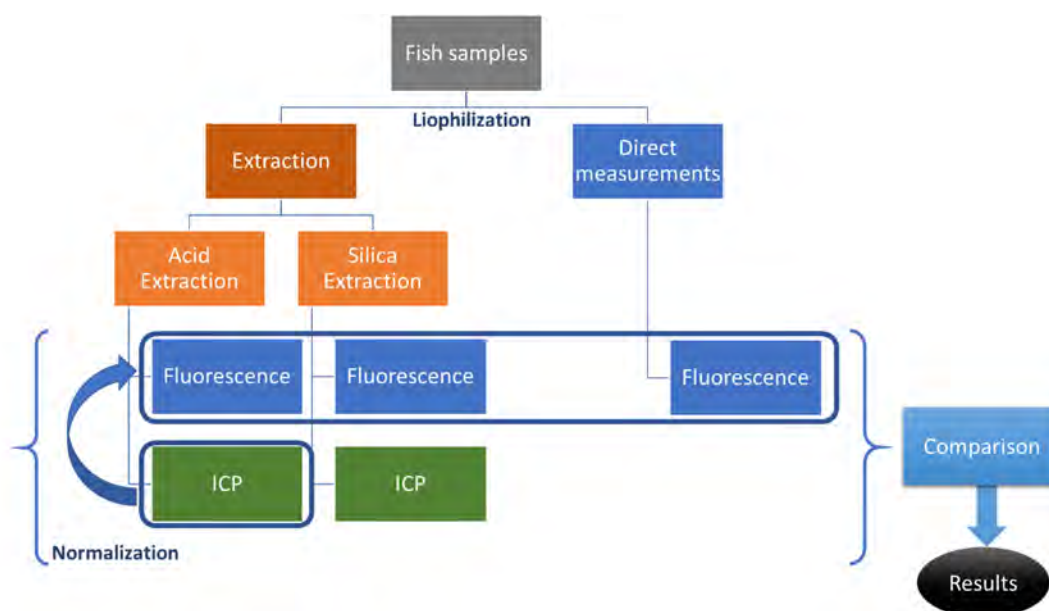 Fish samples
Liophilization
Extraction
Direct
measurements
Acid
Extraction
Silica
Extraction
Fluorescence
Fluorescence
Fluorescence
ICP
ICP
Comparison
Normalization
Results